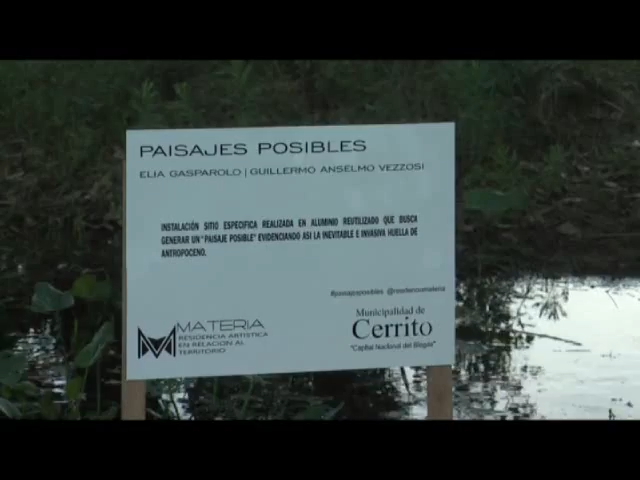 PAISAJES POSIBLES
ELIA GASPAROLO | GUILLERMO ANSELMO VEZZOSI
INSTALACIÓN SITIO ESPECIFICA REALIZADA EN ALUMINIO REUTILIZADO QUE BUSCA
GENERAR UN "PAISAJE POSIBLE" EVIDENCIANDO ASI LA INEVITABLE E INVASIVA HUELLA DE
ANTROPOCENO.
#paisajesposibles @residenciamateria
MATERIA
RESIDENCIA ARTÍSTICA
EN RELACIÓN AL
TERRITORIO
Municipalidad de
Cerrito
"Capital Nacional del Biogás"